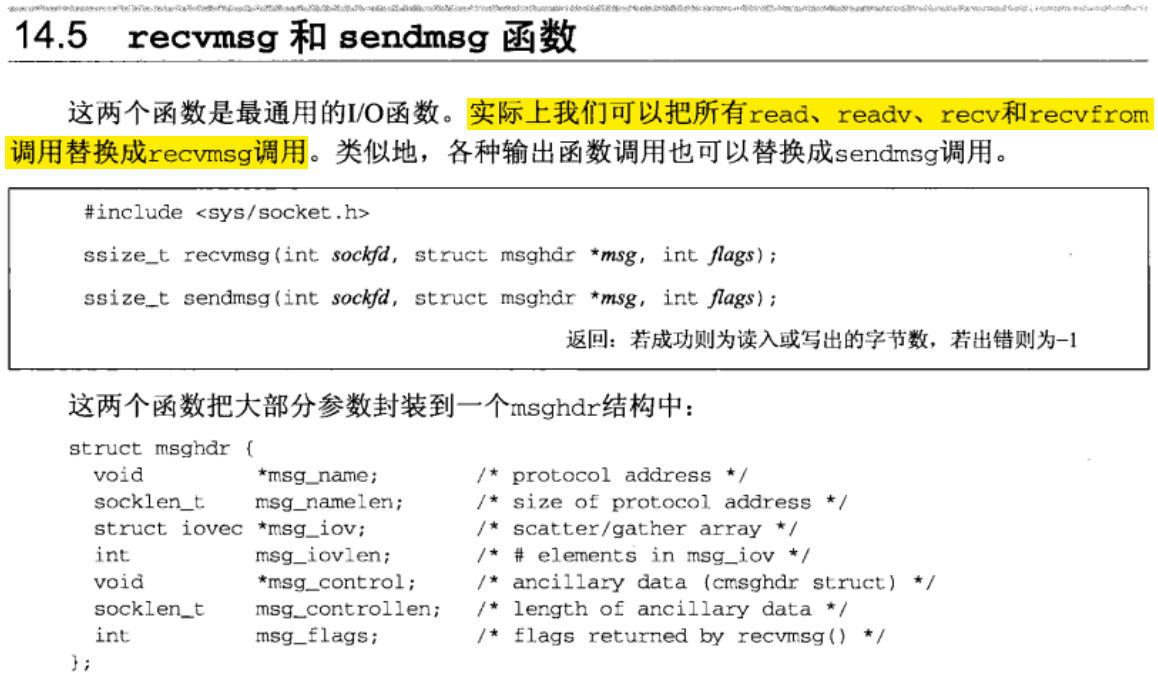 14.5 recvmsg 和 sendmsg 函数
这两个函数是最通用的I/O函数。实际上我们可以把所有read、readv、recv和recvfrom
调用替换成recvmsg调用。类似地，各种输出函数调用也可以替换成sendmsg调用。
#include <sys/socket.h>
ssize_t recvmsg(int sockfd, struct msghdr *msg, int flags);
ssize_t sendmsg(int sockfd, struct msghdr *msg, int flags);
返回：若成功则为读入或写出的字节数，若出错则为–1
这两个函数把大部分参数封装到一个msghdr结构中：
struct msghdr {
void *msg_name; /* protocol address */
socklen_t msg_namelen; /* size of protocol address */
struct iovec *msg_iov; /* scatter/gather array */
int msg_iovlen; /* # elements in msg_iov */
void *msg_control; /* ancillary data (cmsghdr struct) */
socklen_t msg_controllen; /* length of ancillary data */
int msg_flags; /* flags returned by recvmsg() */
};